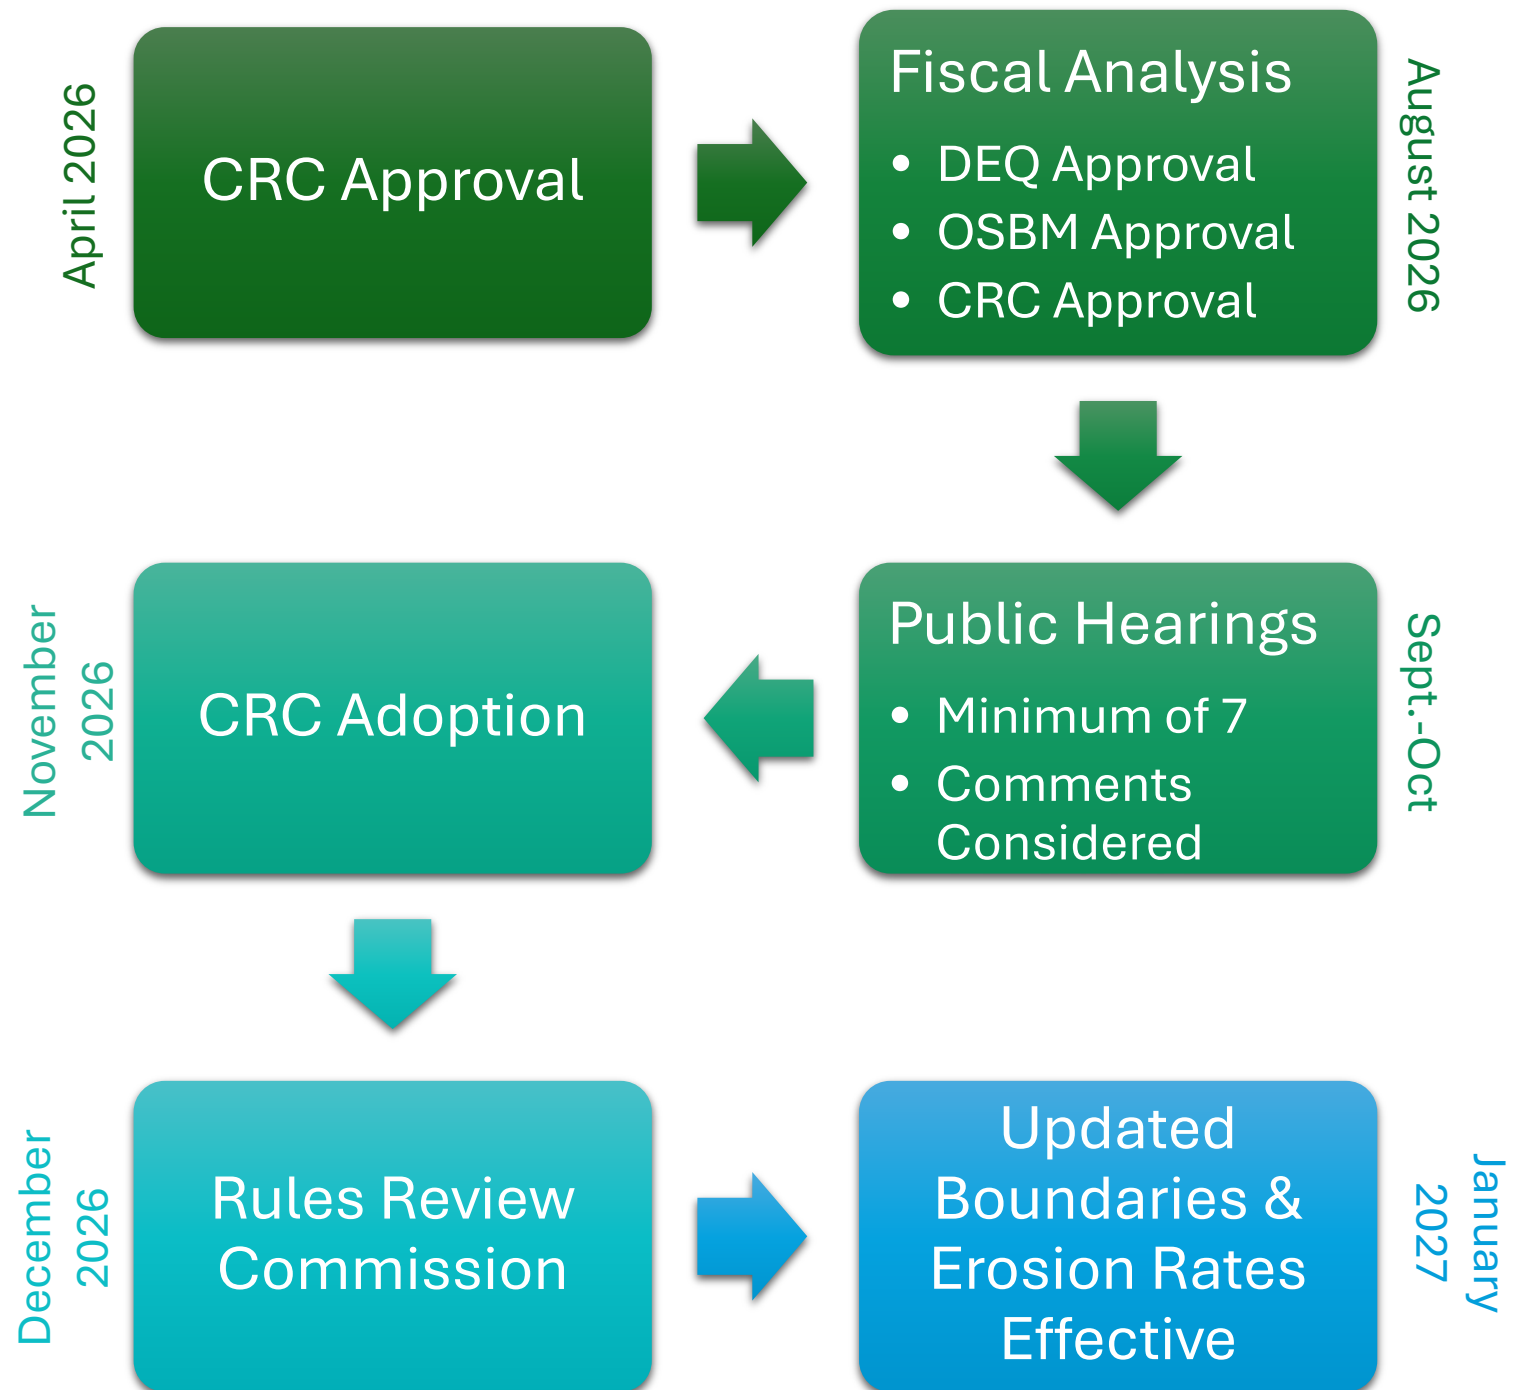 April 2026
CRC Approval
Fiscal Analysis
• DEQ Approval
• OSBM Approval
• CRC Approval
August 2026
Public Hearings
• Minimum of 7
• Comments
Considered
Sept.-Oct
CRC Adoption
November
2026
Rules Review
Commission
December
2026
Updated
Boundaries &
Erosion Rates
Effective
January
2027